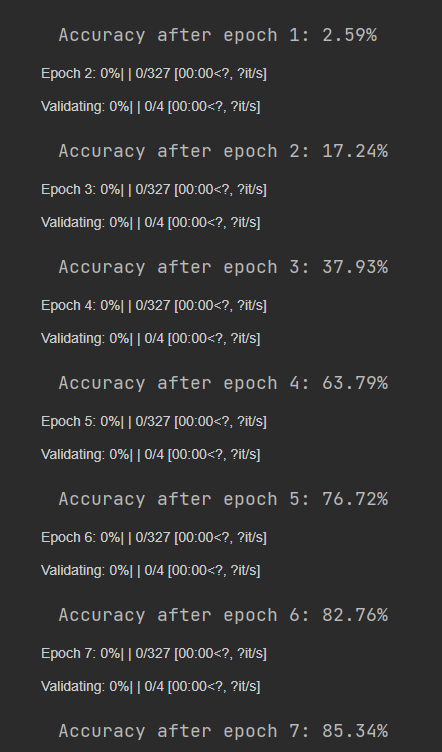 Accuracy after epoch 1: 2.59%
Epoch 2: 0%| | 0/327 [00:00<?, ?it/s]
Validating: 0%| | 0/4 [00:00<?, ?it/s]
Accuracy after epoch 2: 17.24%
Epoch 3: 0%| | 0/327 [00:00<?, ?it/s]
Validating: 0%| | 0/4 [00:00<?, ?it/s]
Accuracy after epoch 3: 37.93%
Epoch 4: 0%| | 0/327 [00:00<?, ?it/s]
Validating: 0%| | 0/4 [00:00<?, ?it/s]
Accuracy after epoch 4: 63.79%
Epoch 5: 0%| | 0/327 [00:00<?, ?it/s]
Validating: 0%| | 0/4 [00:00<?, ?it/s]
Accuracy after epoch 5: 76.72%
Epoch 6: 0%| | 0/327 [00:00<?, ?it/s]
Validating: 0%| | 0/4 [00:00<?, ?it/s]
Accuracy after epoch 6: 82.76%
Epoch 7: 0%| | 0/327 [00:00<?, ?it/s]
Validating: 0%| | 0/4 [00:00<?, ?it/s]
Accuracy after epoch 7: 85.34%